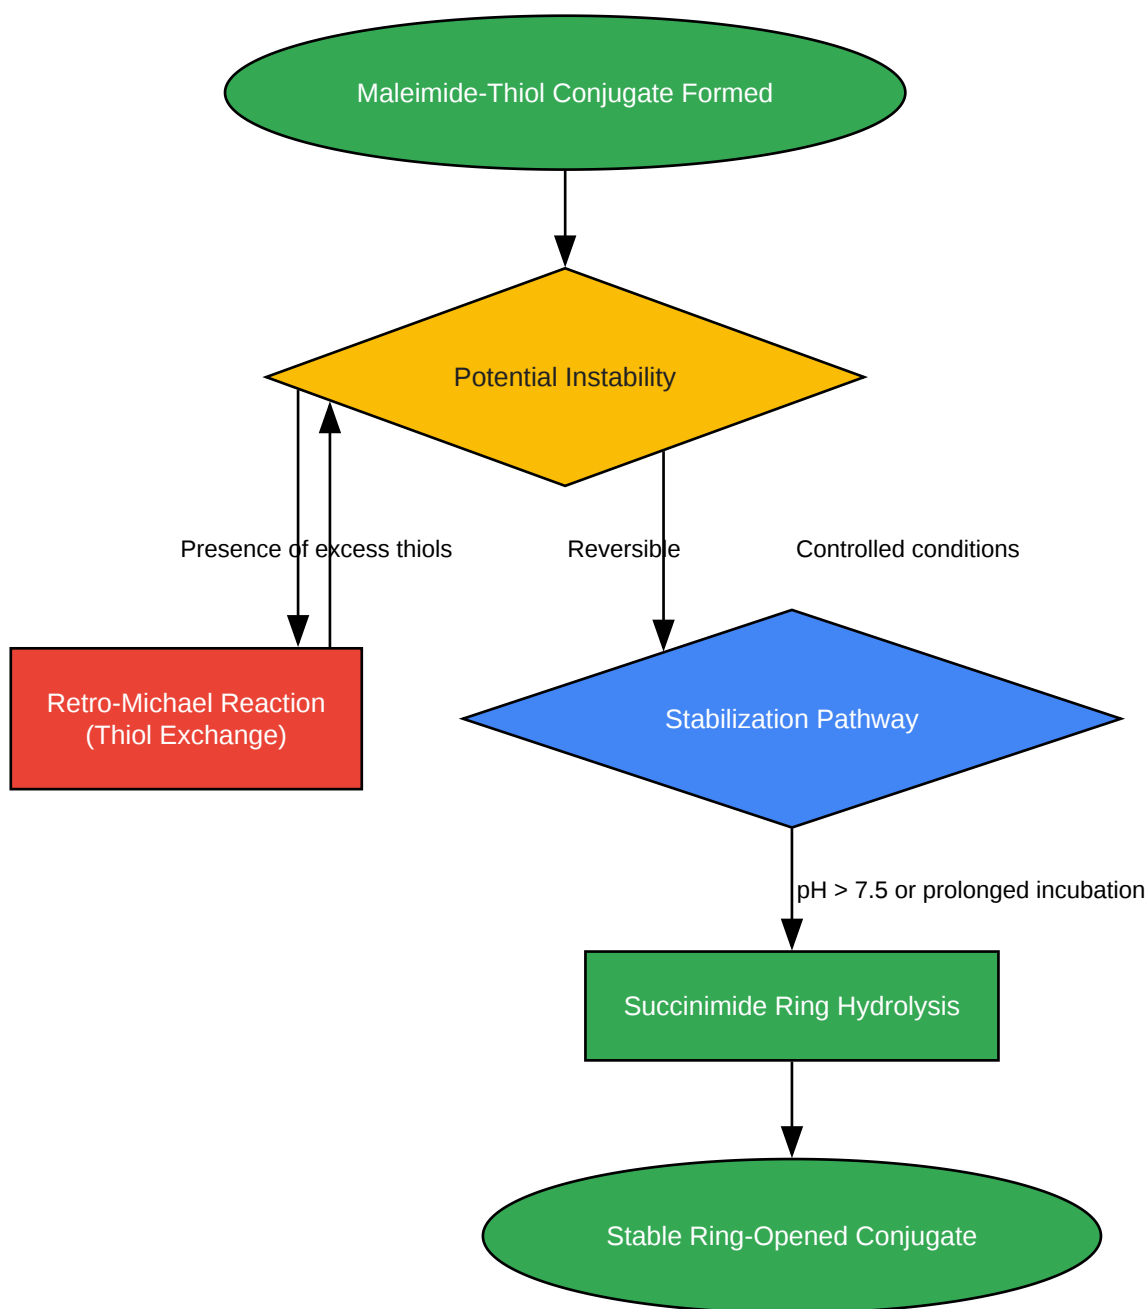 Maleimide-Thiol Conjugate Formed
Potential Instability
Presence of excess thiols
Reversible
Controlled conditions
Retro-Michael Reaction
(Thiol Exchange)
Stabilization Pathway
pH > 7.5 or prolonged incubation
Succinimide Ring Hydrolysis
Stable Ring-Opened Conjugate